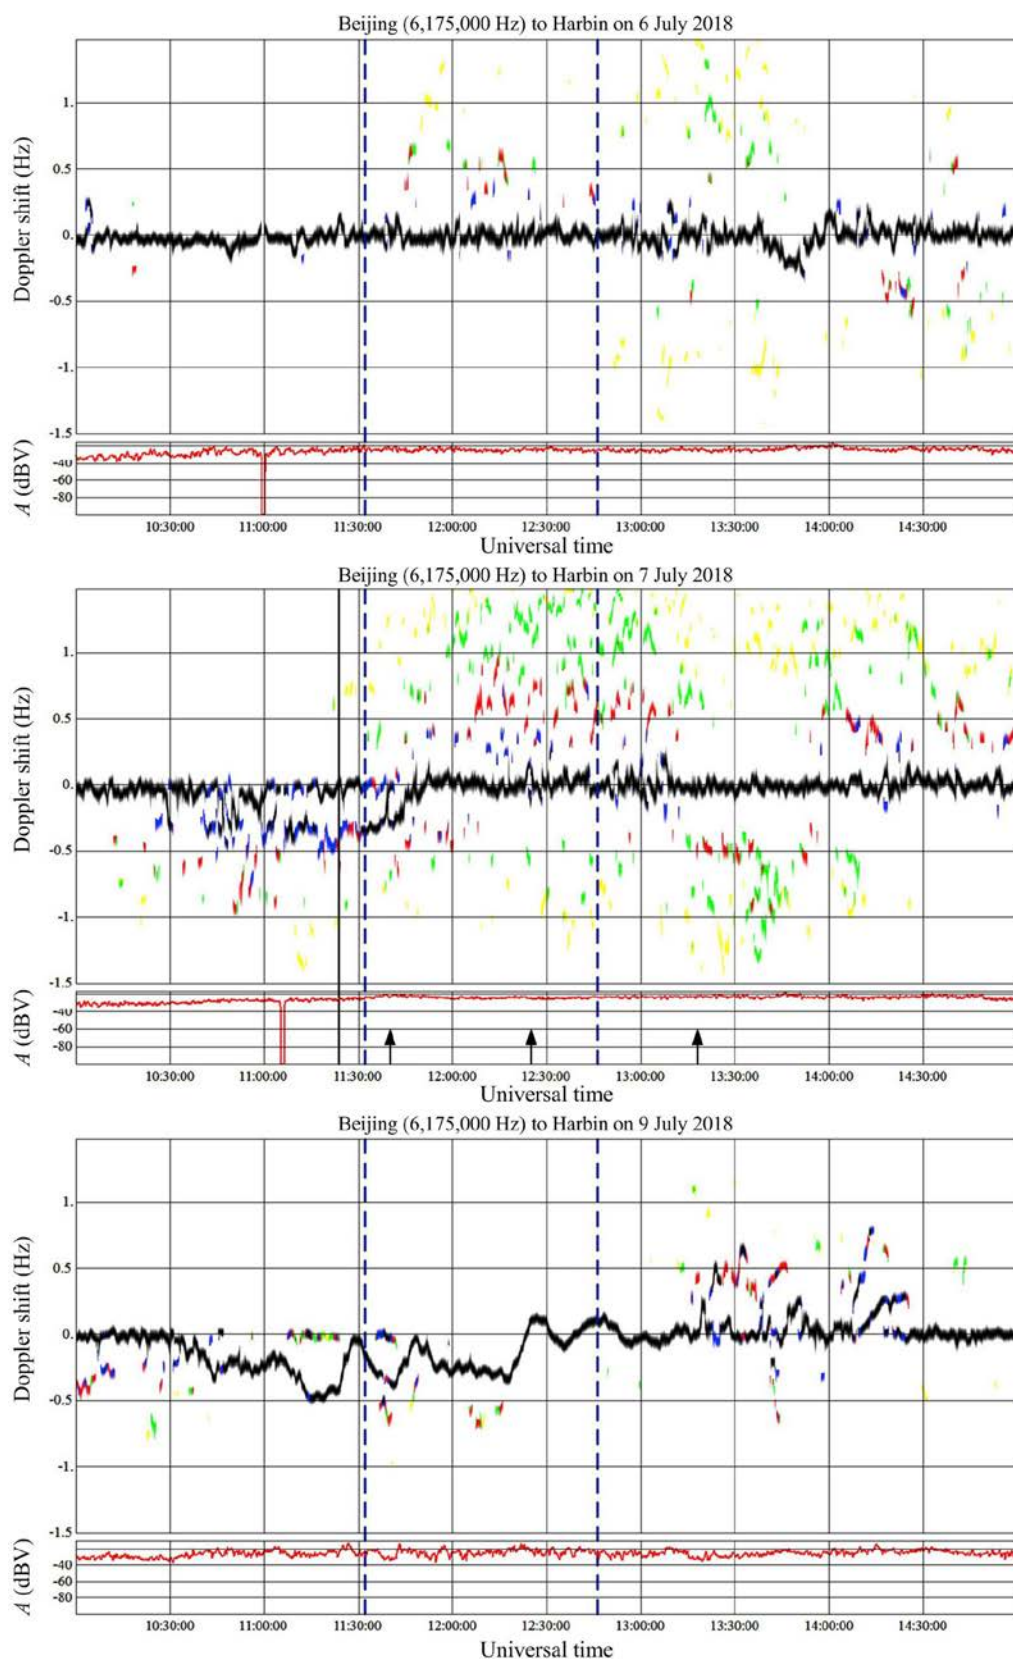 Beijing (6,175,000 Hz) to Harbin on 6 July 2018
Doppler shift (Hz)
1.
0.5
0.
-0.5
-1.
-1.5
A (dBV)
-40
-60
-80
10:30:00 11:00:00 11:30:00 12:00:00 12:30:00 13:00:00 13:30:00 14:00:00 14:30:00
Universal time
Beijing (6,175,000 Hz) to Harbin on 7 July 2018
Doppler shift (Hz)
1.
0.5
0.
-0.5
-1.
-1.5
A (dBV)
-40
-60
-80
10:30:00 11:00:00 11:30:00 12:00:00 12:30:00 13:00:00 13:30:00 14:00:00 14:30:00
Universal time
Beijing (6,175,000 Hz) to Harbin on 9 July 2018
Doppler shift (Hz)
1.
0.5
0.
-0.5
-1.
-1.5
A (dBV)
-40
-60
-80
10:30:00 11:00:00 11:30:00 12:00:00 12:30:00 13:00:00 13:30:00 14:00:00 14:30:00
Universal time